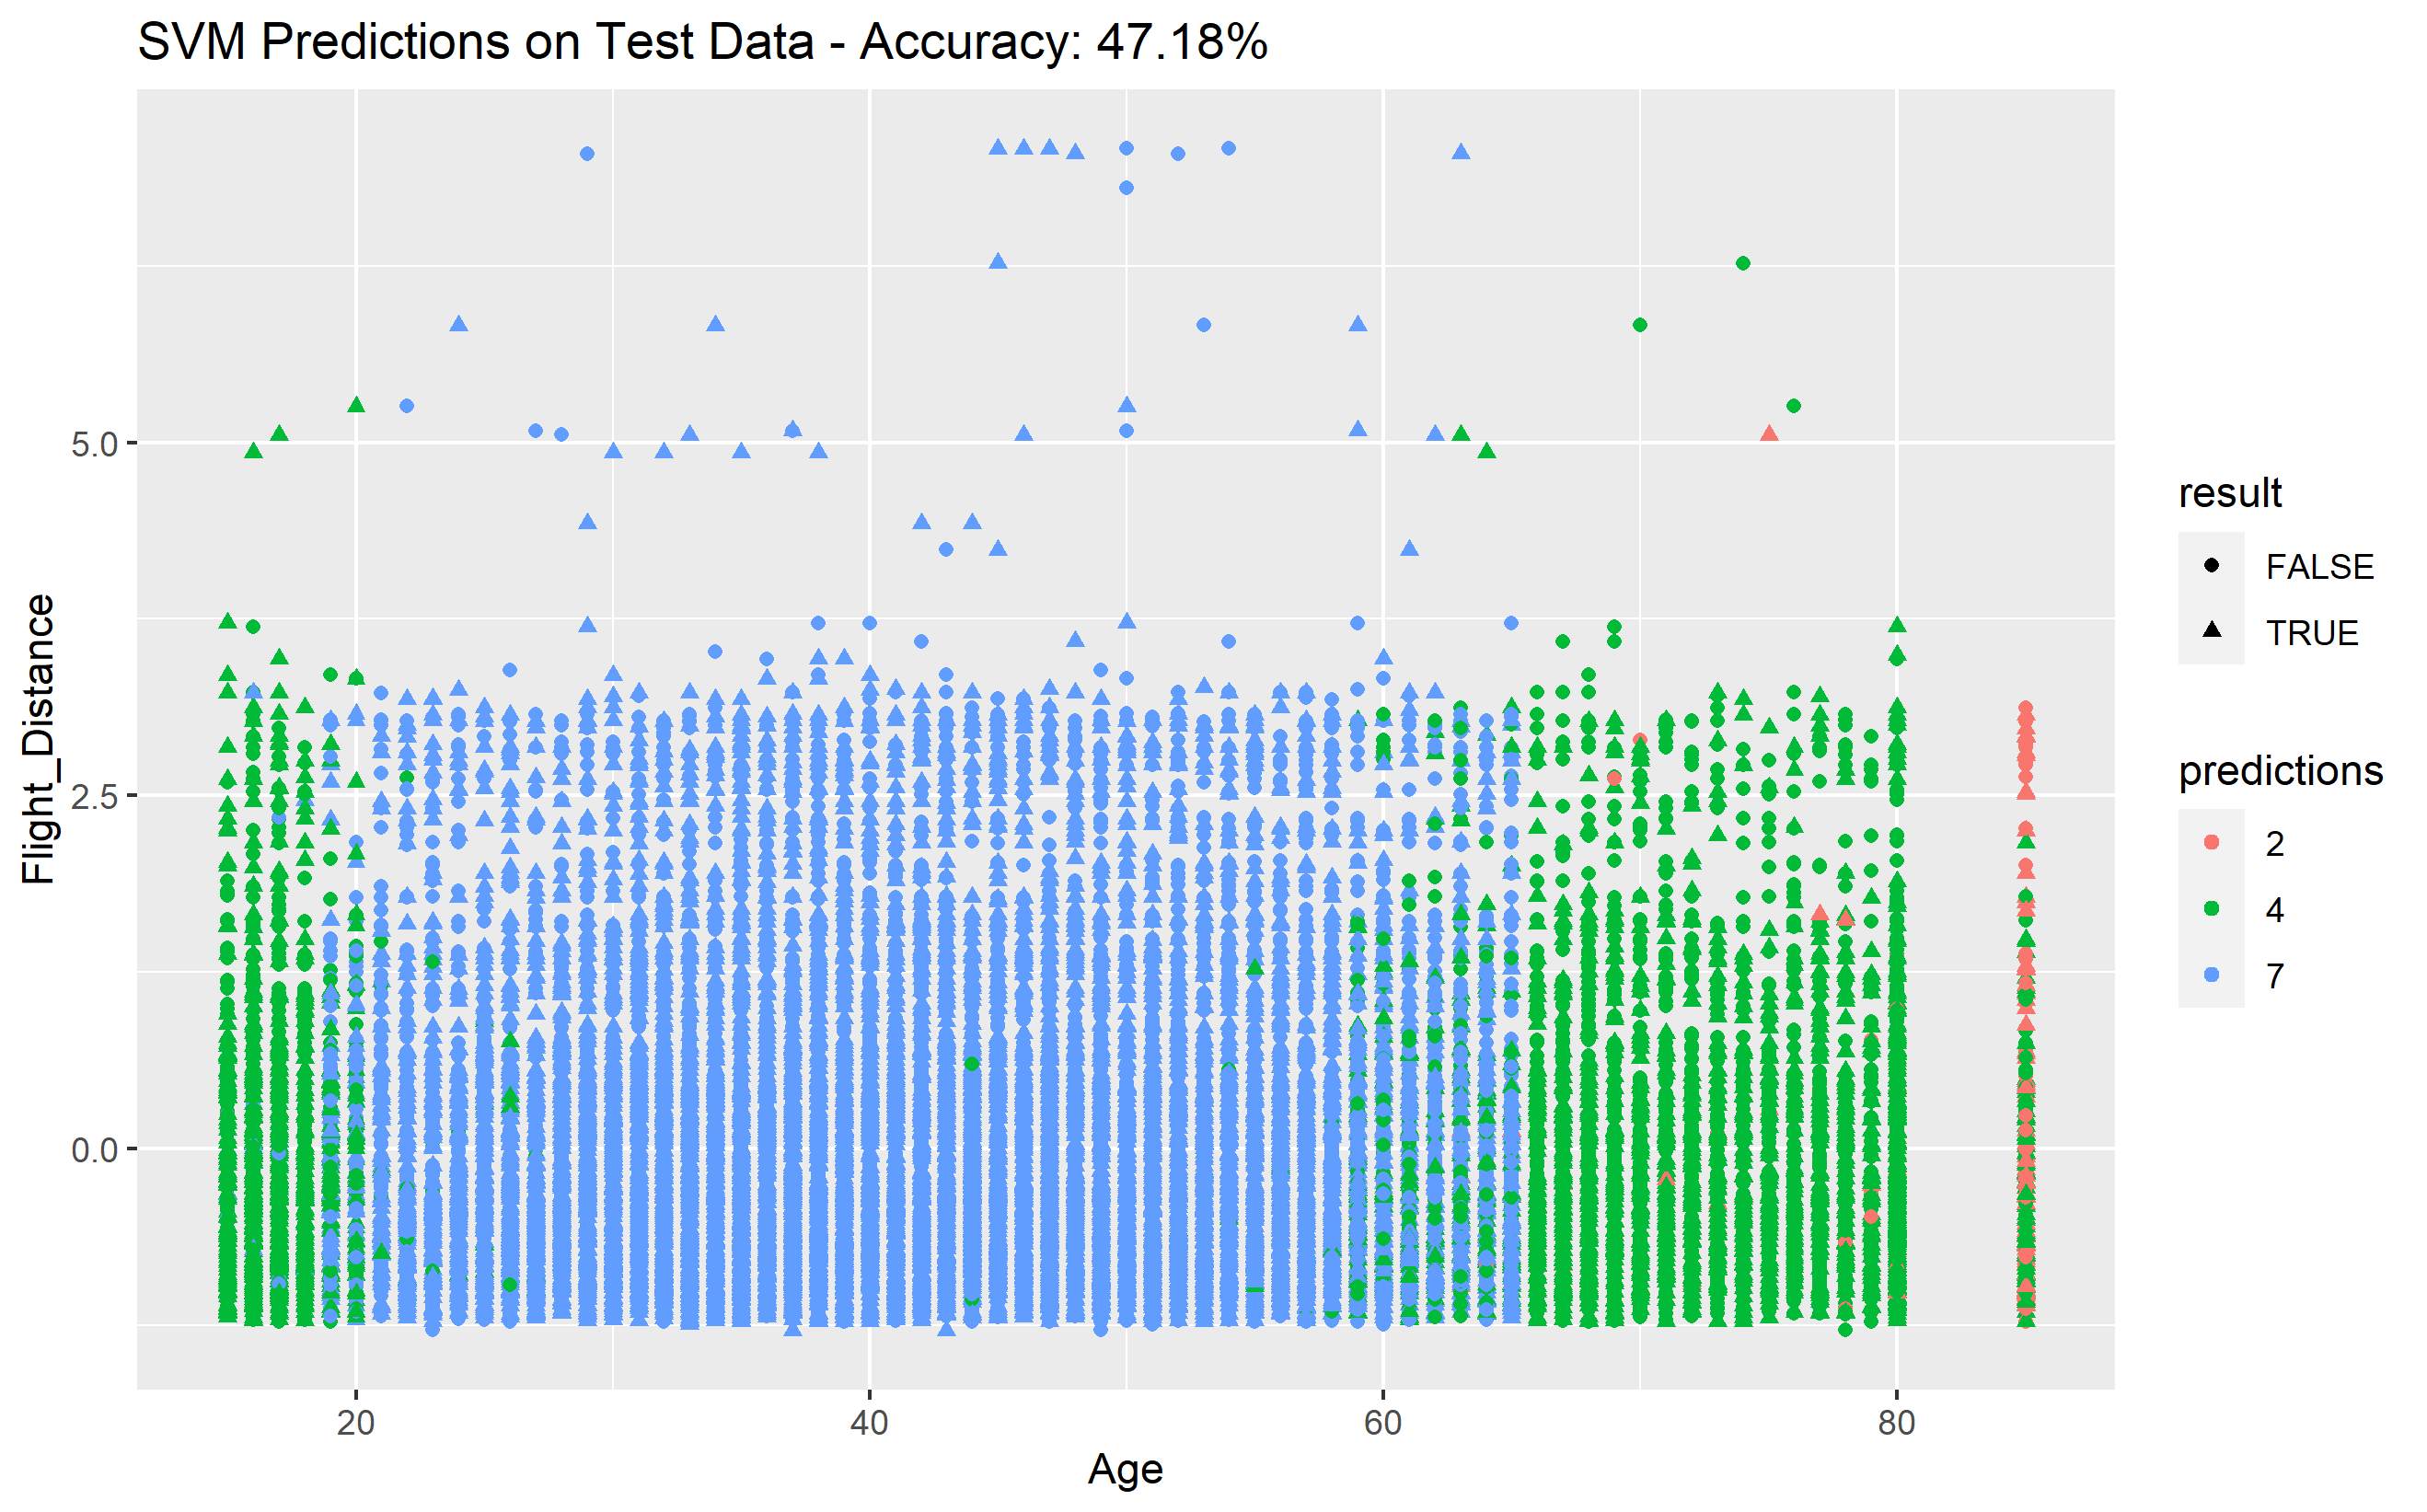 SVM Predictions on Test Data - Accuracy: 47.18%
Flight_Distance
5.0
2.5
0.0
20 40 60 80
Age
result
FALSE
TRUE
predictions
2
4
7